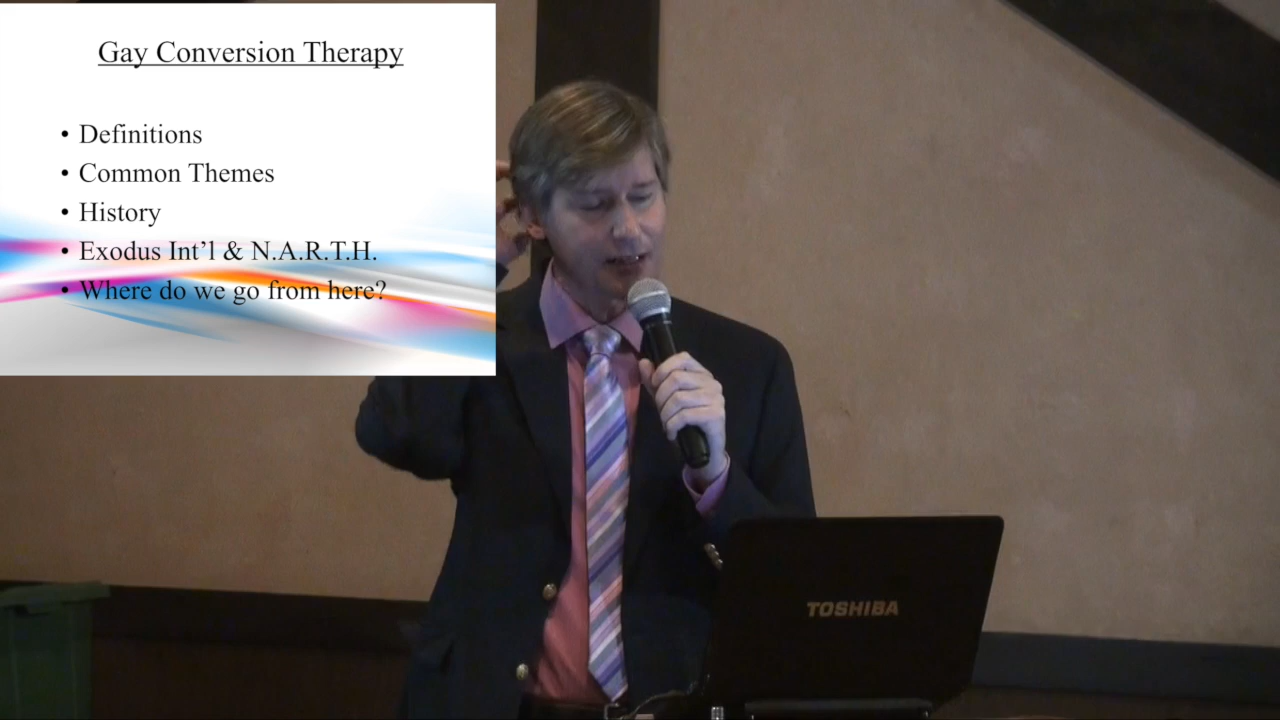 Gay Conversion Therapy
• Definitions
• Common Themes
• History
• Exodus Int'l & N.A.R.T.H.
• Where do we go from here?
TOSHIBA